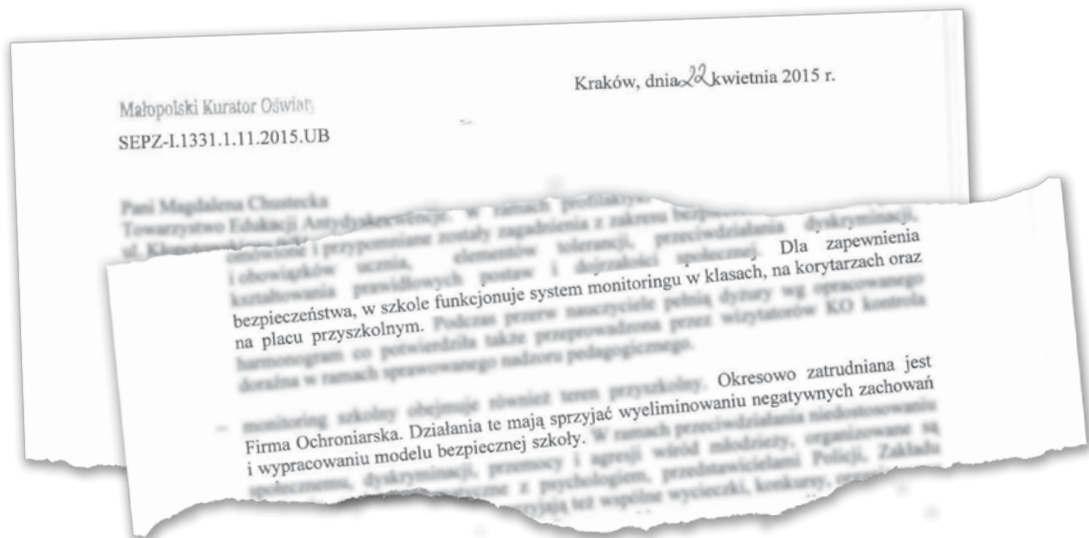 Kraków, dnia 22 kwietnia 2015 r.
Małopolski Kurator Oświaty
SEPZ-I.1331.1.11.2015.UB
Pani Magdalena Chustecka
Towarzystwo Edukacji Antydyskryminacyjnej
w ramach
omówione i przypomniane zostały zagadnienia z zakresu
i obowiązków ucznia, elementów tolerancji, przeciwdziałania dyskryminacji,
kształtowania prawidłowych postaw i dojrzałości społecznej. Dla zapewnienia
bezpieczeństwa, w szkole funkcjonuje system monitoringu w klasach, na korytarzach oraz
na placu przyszkolnym. Podczas przerw nauczyciele pełnią dyżury wg opracowanego
harmonogram co potwierdziła także przeprowadzona przez wizytatorów KO kontrola
doraźna w ramach sprawowanego nadzoru pedagogicznego.
– monitoring szkolny obejmuje również teren przyszkolny. Okresowo zatrudniana jest
Firma Ochroniarska. Działania te mają sprzyjać wyeliminowaniu negatywnych zachowań
i wypracowaniu modelu bezpiecznej szkoły. W ramach przeciwdziałania niedostosowaniu
społecznemu, dyskryminacji, przemocy i agresji wśród młodzieży, organizowane są
z psychologiem, przedstawicielami Policji, Zakładu
też wspólne wycieczki, konkursy,